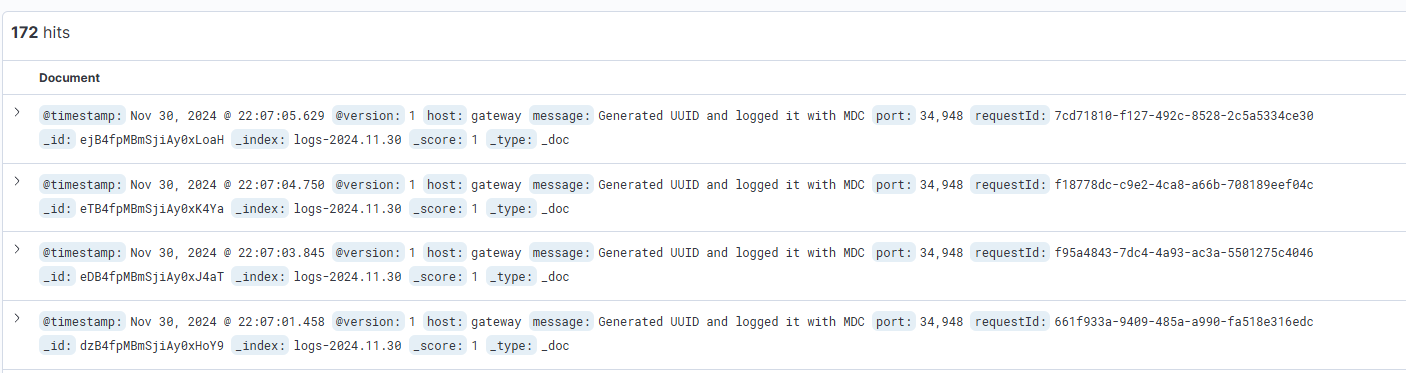 172 hits
Document
@timestamp: Nov 30, 2024 @ 22:07:05.629 @version: 1 host: gateway message: Generated UUID and logged it with MDC port: 34,948 requestId: 7cd71810-f127-492c-8528-2c5a5334ce30
_id: ejB4fpMBmSjiAy0xLoaH _index: logs-2024.11.30 _score: 1 _type: _doc
@timestamp: Nov 30, 2024 @ 22:07:04.750 @version: 1 host: gateway message: Generated UUID and logged it with MDC port: 34,948 requestId: f18778dc-c9e2-4ca8-a66b-708189eef04c
_id: eTB4fpMBmSjiAy0xK4Ya _index: logs-2024.11.30 _score: 1 _type: _doc
@timestamp: Nov 30, 2024 @ 22:07:03.845 @version: 1 host: gateway message: Generated UUID and logged it with MDC port: 34,948 requestId: f95a4843-7dc4-4a93-ac3a-5501275c4046
_id: eDB4fpMBmSjiAy0xJ4aT _index: logs-2024.11.30 _score: 1 _type: _doc
@timestamp: Nov 30, 2024 @ 22:07:01.458 @version: 1 host: gateway message: Generated UUID and logged it with MDC port: 34,948 requestId: 661f933a-9409-485a-a990-fa518e316edc
_id: dzB4fpMBmSjiAy0xHoY9 _index: logs-2024.11.30 _score: 1 _type: _doc